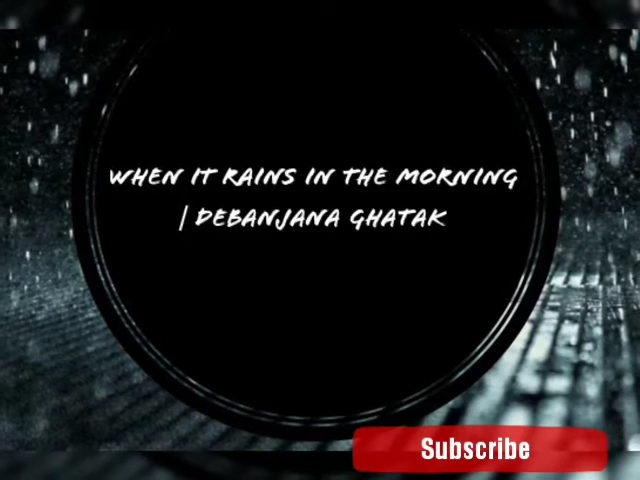 WHEN IT RAINS IN THE MORNING
| DEBANJANA GHATAK
Subscribe